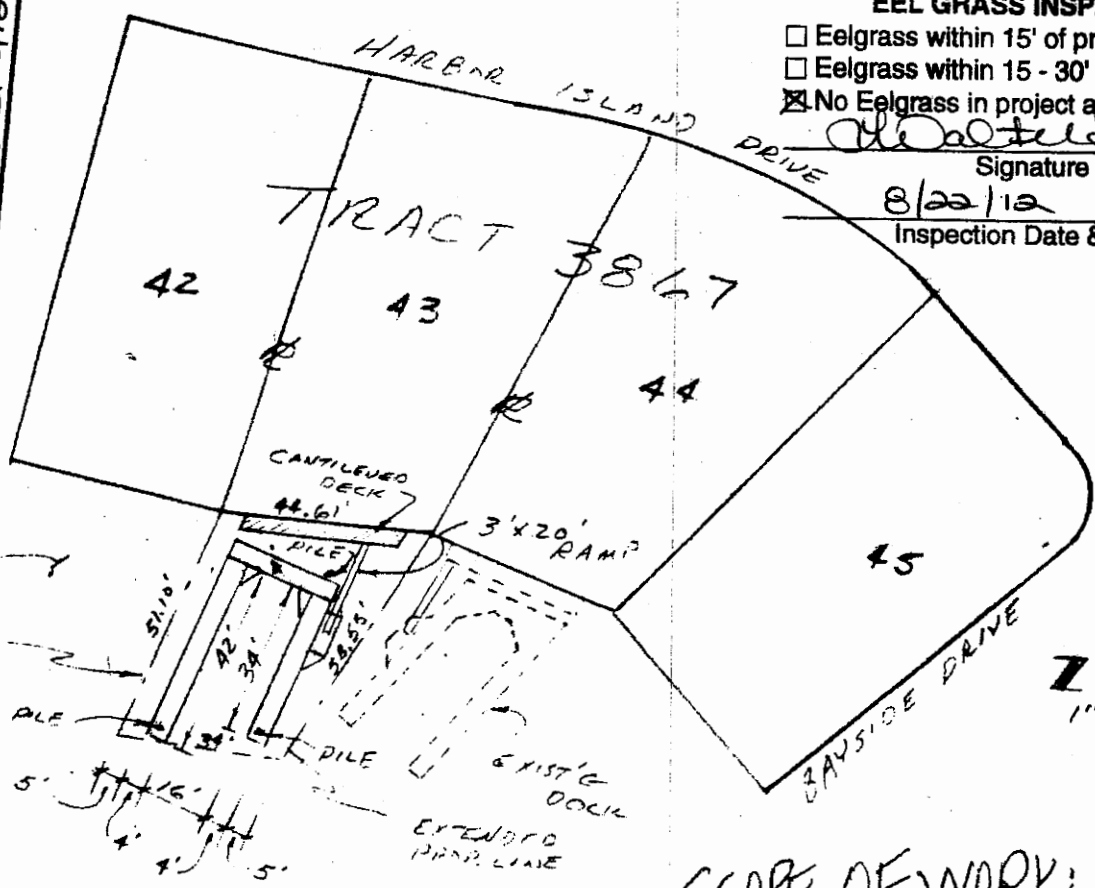 EEL GRASS INSP
☐ Eelgrass within 15' of pr
☐ Eelgrass within 15 - 30'
☒ No Eelgrass in project a
Signature
8/22/12
Inspection Date &
HARBOR ISLAND DRIVE
TRACT 3867
42
43
44
45
CANTILEVED
DECK
44.61'
3'X20'
RAMP
PILE
51.10'
42'
34'
58.55'
PILE
34'
PILE
EXIST'G
DOCK
BAYSIDE DRIVE
1"
5'
4'
16'
4'
5'
EXTENDED
PROP. LINE
SCOPE OF WORK: